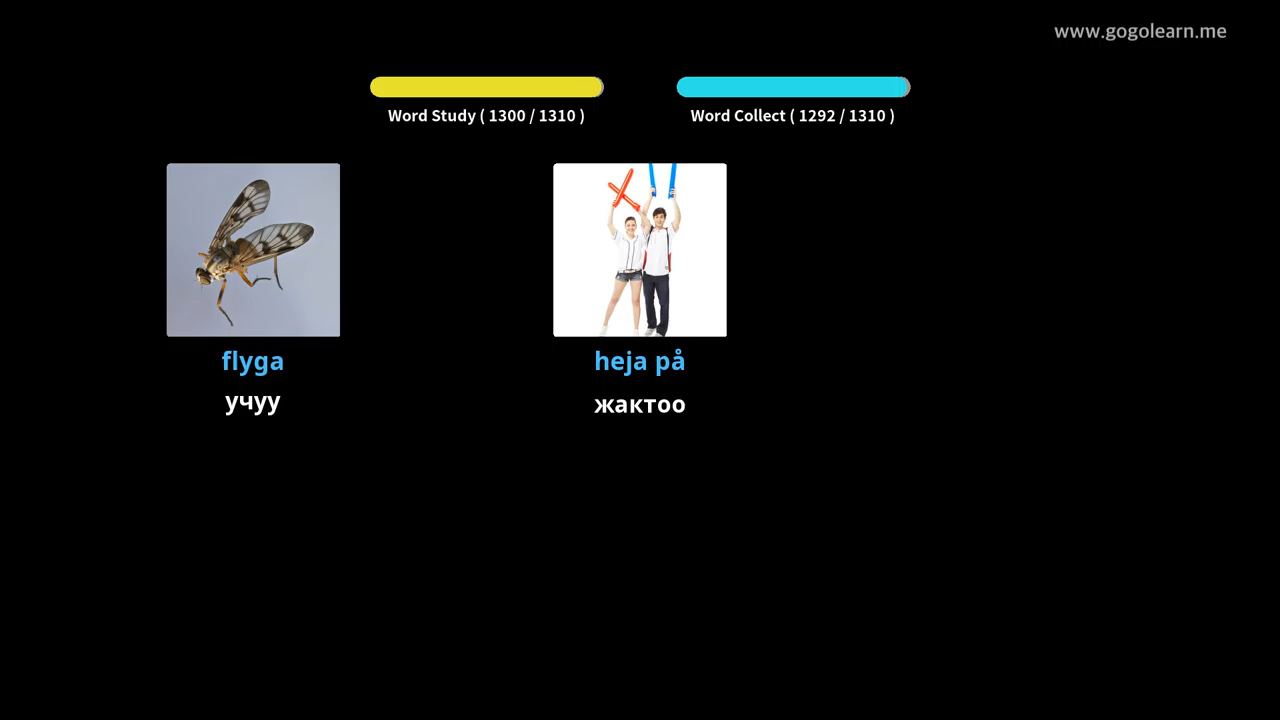 www.gogolearn.me
Word Study ( 1300 / 1310 )
Word Collect ( 1292 / 1310 )
flyga
учуу
heja på
жактоо